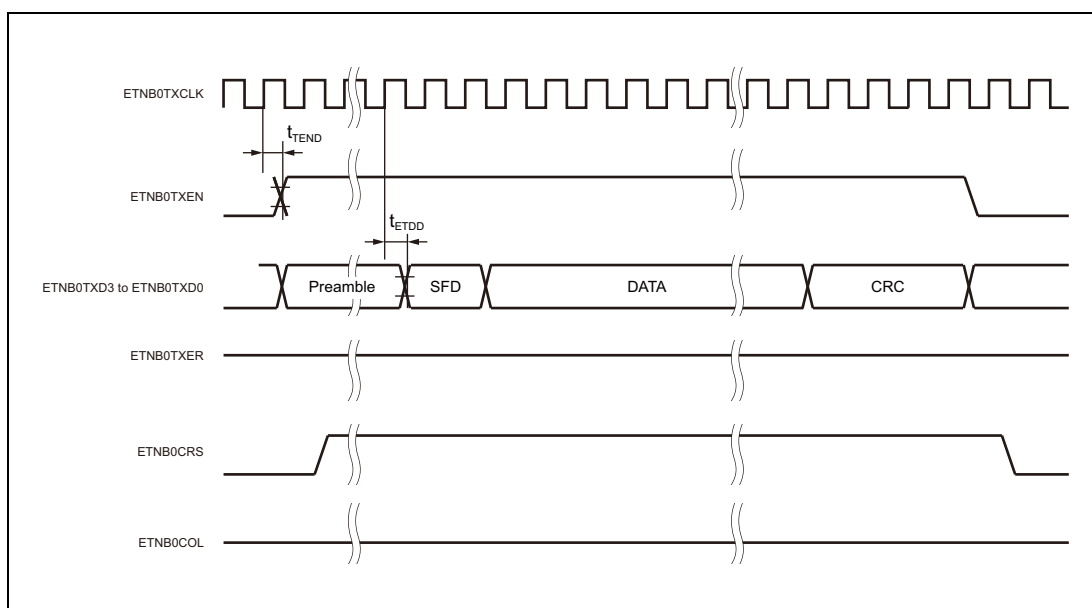 ETNB0TXCLK
tTEND
ETNB0TXEN
tETDD
ETNB0TXD3 to ETNB0TXD0
Preamble
SFD
DATA
CRC
ETNB0TXER
ETNB0CRS
ETNB0COL